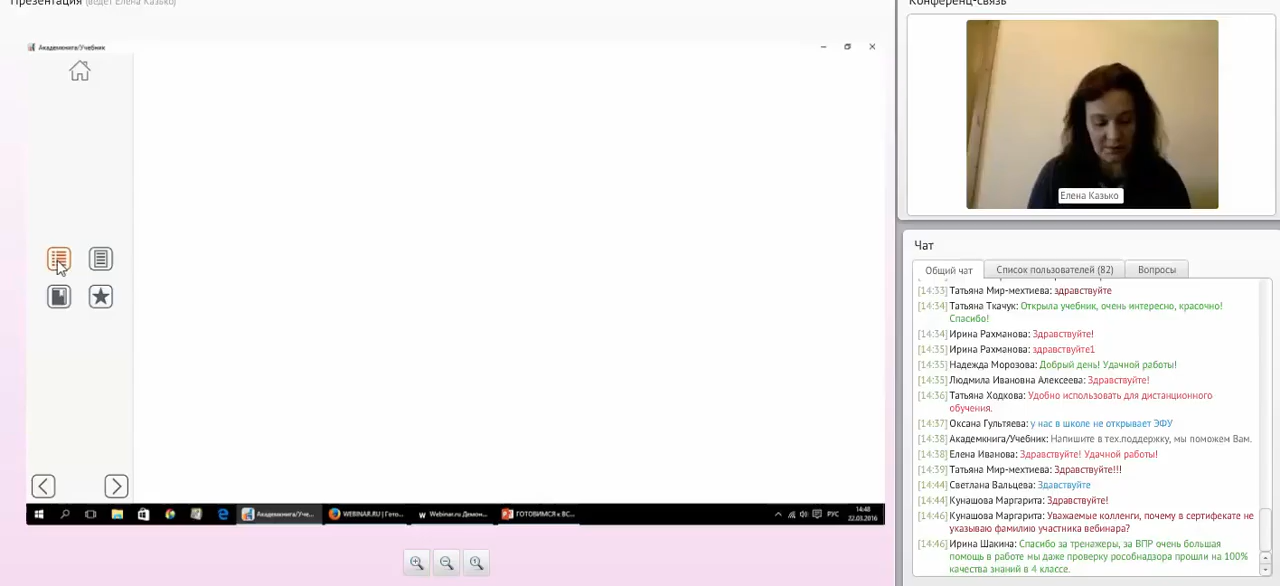 Презентация (ведет Елена Казько)
Академкнига/Учебник
Академкнига/Уче...
WEBINAR.RU | Гото...
Webinar.ru Демон...
ГОТОВИМСЯ к ВС...
РУС
14:48
22.03.2016
Конференц-связь
Елена Казько
Чат
Общий чат
Список пользователей (82)
Вопросы
[14:33] Татьяна Мир-мехтиева: здравствуйте
[14:34] Татьяна Ткачук: Открыла учебник, очень интересно, красочно!
Спасибо!
[14:34] Ирина Рахманова: Здравствуйте!
[14:35] Ирина Рахманова: здравствуйте1
[14:35] Надежда Морозова: Добрый день! Удачной работы!
[14:35] Людмила Ивановна Алексеева: Здравствуйте!
[14:36] Татьяна Ходкова: Удобно использовать для дистанционного
обучения.
[14:37] Оксана Гультяева: у нас в школе не открывает ЭФУ
[14:38] Академкнига/Учебник: Напишите в тех.поддержку, мы поможем Вам.
[14:38] Елена Иванова: Здравствуйте! Удачной работы!
[14:39] Татьяна Мир-мехтиева: Здравствуйте!!!
[14:44] Светлана Вальцева: Здавствуйте
[14:44] Кунашова Маргарита: Здравствуйте!
[14:46] Кунашова Маргарита: Уважаемые колленги, почему в сертифекате не
указываю фамилию участника вебинара?
[14:46] Ирина Шакина: Спасибо за тренажеры, за ВПР очень большая
помощь в работе мы даже проверку рособнадзора прошли на 100%
качества знаний в 4 классе.